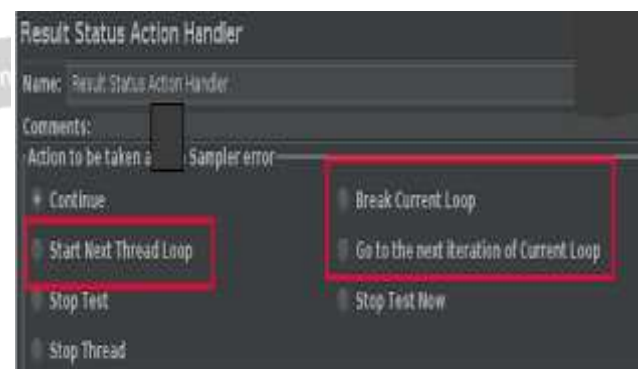 Result Status Action Handler
Name: Result Status Action Handler
Comments:
Action to be taken a Sampler error
Continue
Break Current Loop
Start Next Thread Loop
Go to the next iteration of Current Loop
Stop Test
Stop Test Now
Stop Thread